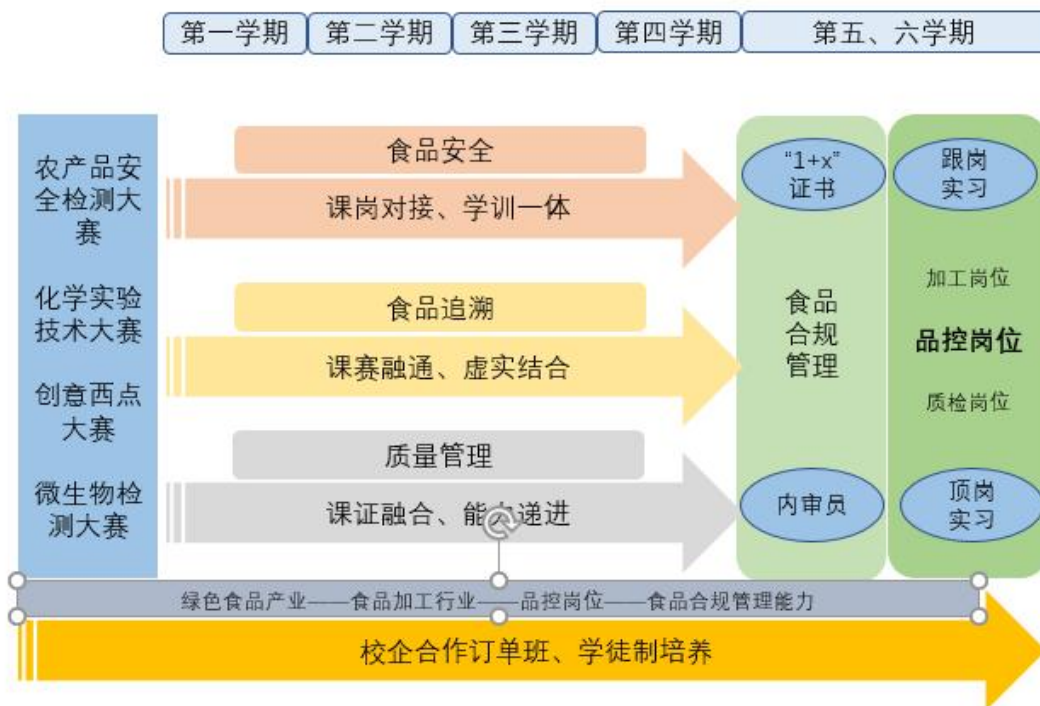 第一学期
第二学期
第三学期
第四学期
第五、六学期
农产品安
全检测大
赛
化学实验
技术大赛
创意西点
大赛
微生物检
测大赛
食品安全
课岗对接、学训一体
食品追溯
课赛融通、虚实结合
质量管理
课证融合、能力递进
“1+x”
证书
食品
合规
管理
内审员
跟岗
实习
加工岗位
品控岗位
质检岗位
顶岗
实习
绿色食品产业——食品加工行业——品控岗位——食品合规管理能力
校企合作订单班、学徒制培养